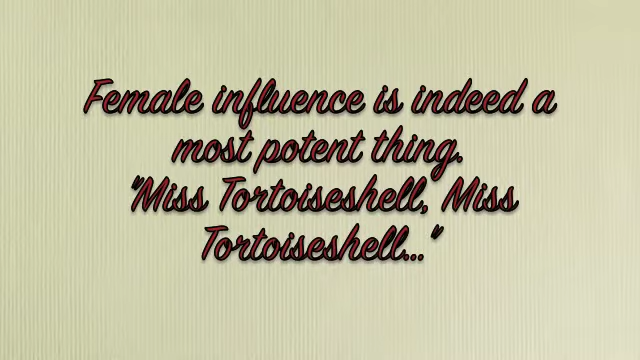 Female influence is indeed a
most potent thing.
"Miss Tortoiseshell, Miss
Tortoiseshell..."